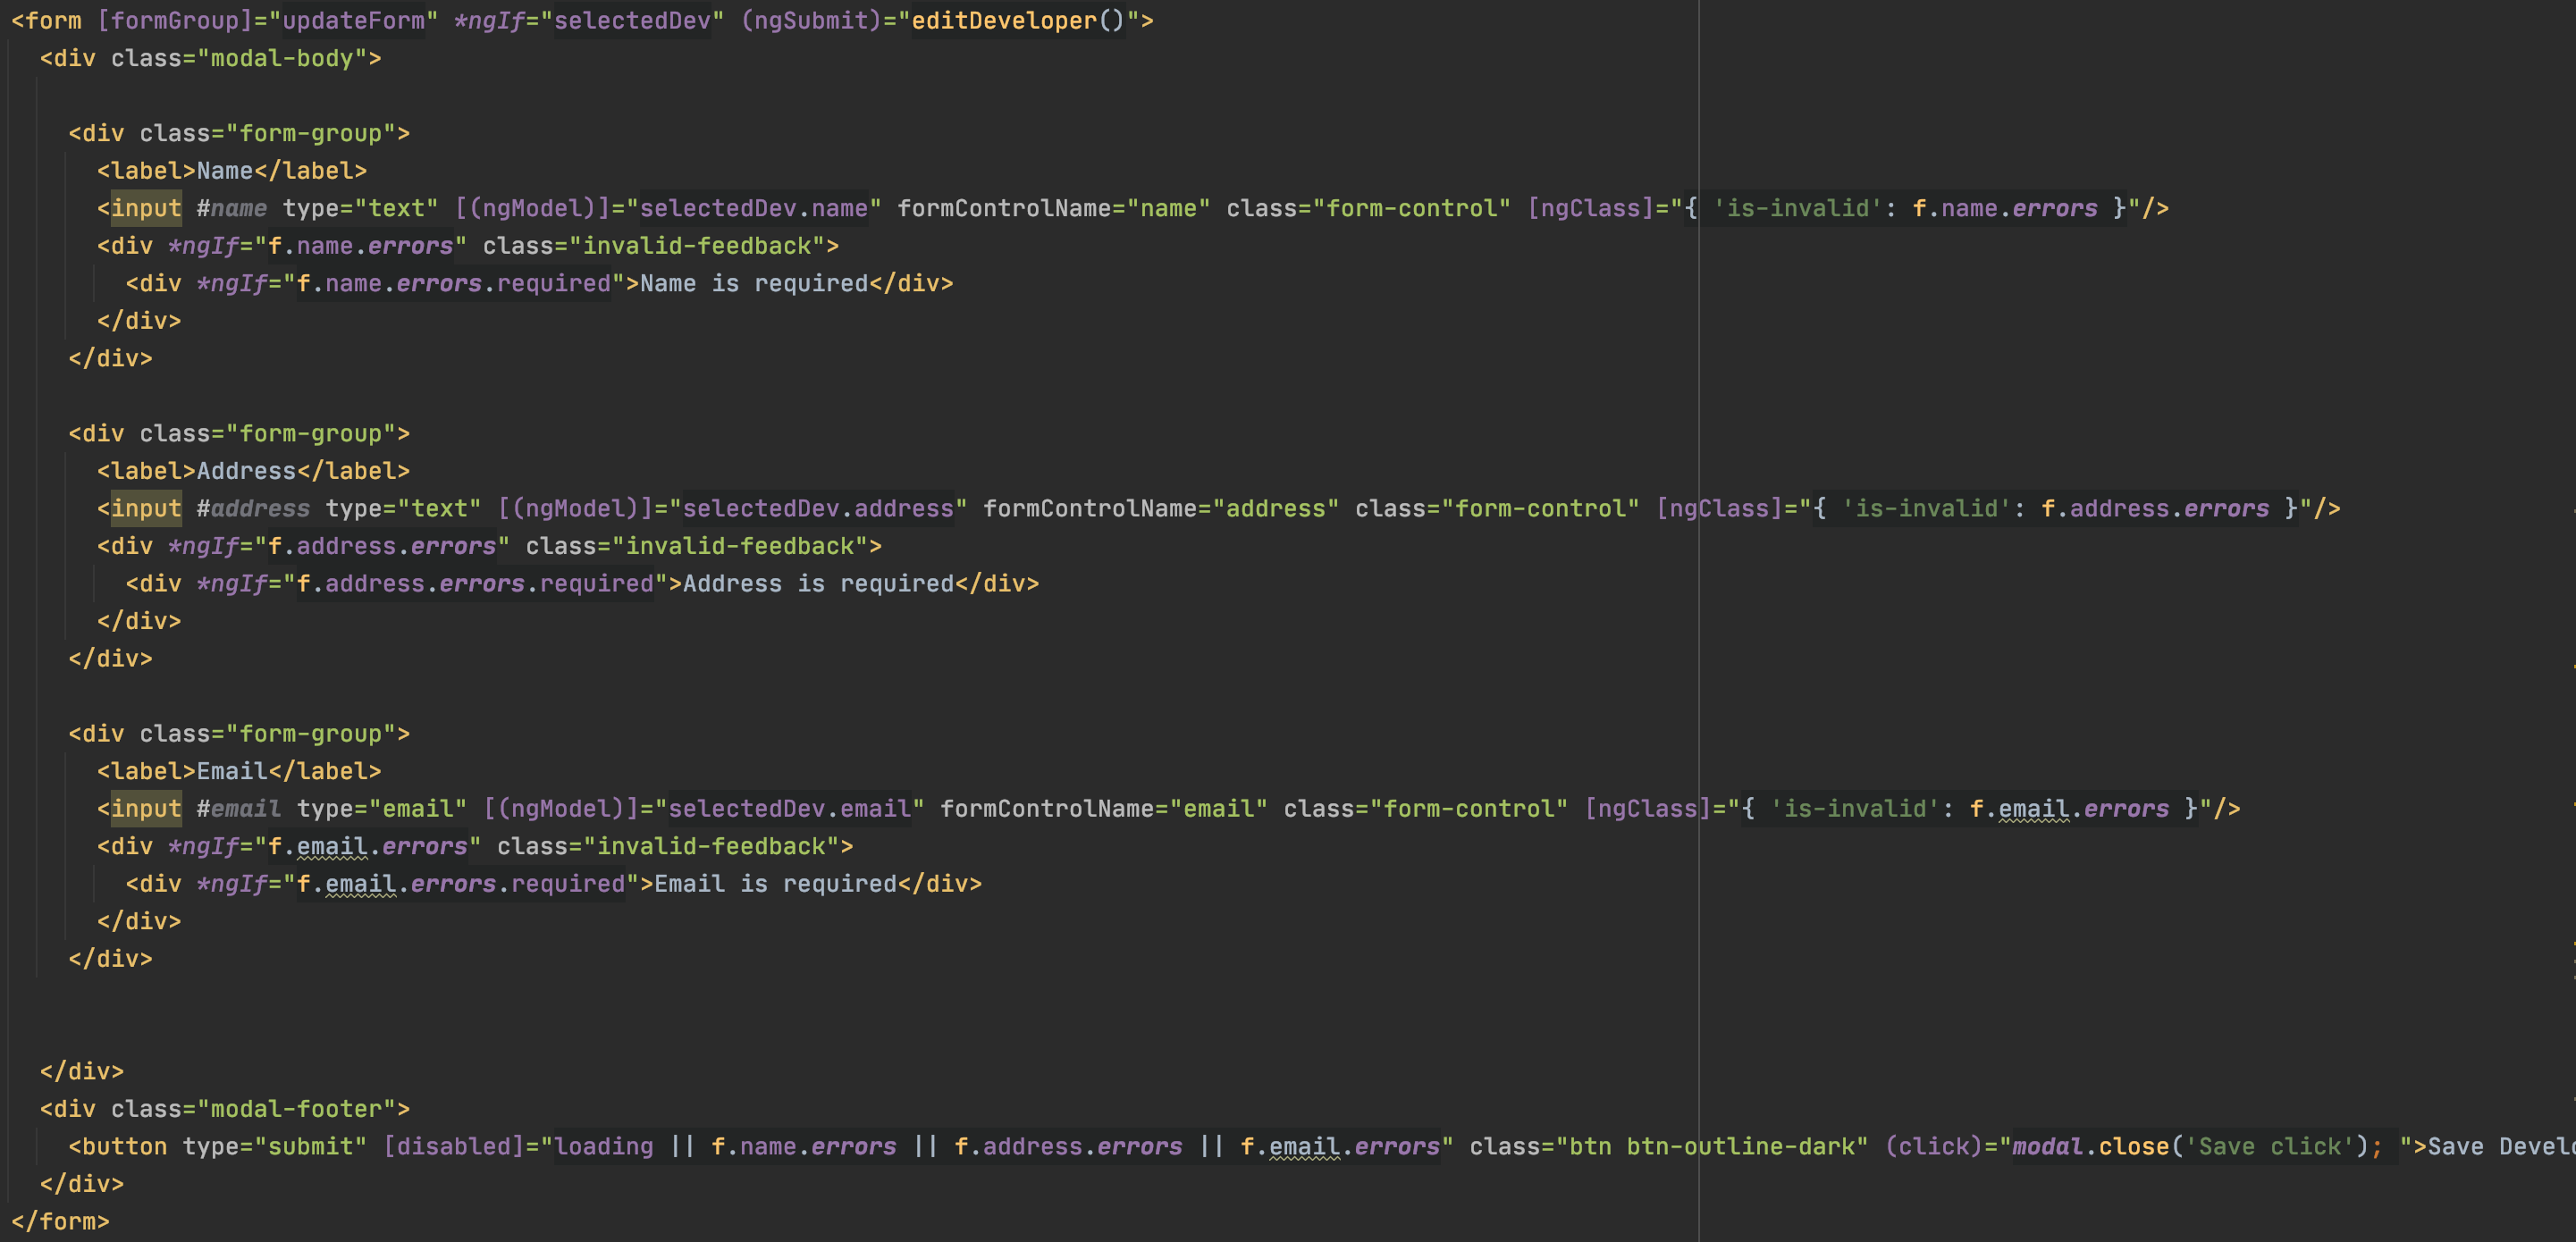 <form [formGroup]="updateForm" *ngIf="selectedDev" (ngSubmit)="editDeveloper()">
<div class="modal-body">
<div class="form-group">
<label>Name</label>
<input #name type="text" [(ngModel)]="selectedDev.name" formControlName="name" class="form-control" [ngClass]="{ 'is-invalid': f.name.errors }"/>
<div *ngIf="f.name.errors" class="invalid-feedback">
<div *ngIf="f.name.errors.required">Name is required</div>
</div>
</div>
<div class="form-group">
<label>Address</label>
<input #address type="text" [(ngModel)]="selectedDev.address" formControlName="address" class="form-control" [ngClass]="{ 'is-invalid': f.address.errors }"/>
<div *ngIf="f.address.errors" class="invalid-feedback">
<div *ngIf="f.address.errors.required">Address is required</div>
</div>
</div>
<div class="form-group">
<label>Email</label>
<input #email type="email" [(ngModel)]="selectedDev.email" formControlName="email" class="form-control" [ngClass]="{ 'is-invalid': f.email.errors }"/>
<div *ngIf="f.email.errors" class="invalid-feedback">
<div *ngIf="f.email.errors.required">Email is required</div>
</div>
</div>
</div>
<div class="modal-footer">
<button type="submit" [disabled]="loading || f.name.errors || f.address.errors || f.email.errors" class="btn btn-outline-dark" (click)="modal.close('Save click'); ">Save Develo
</div>
</form>